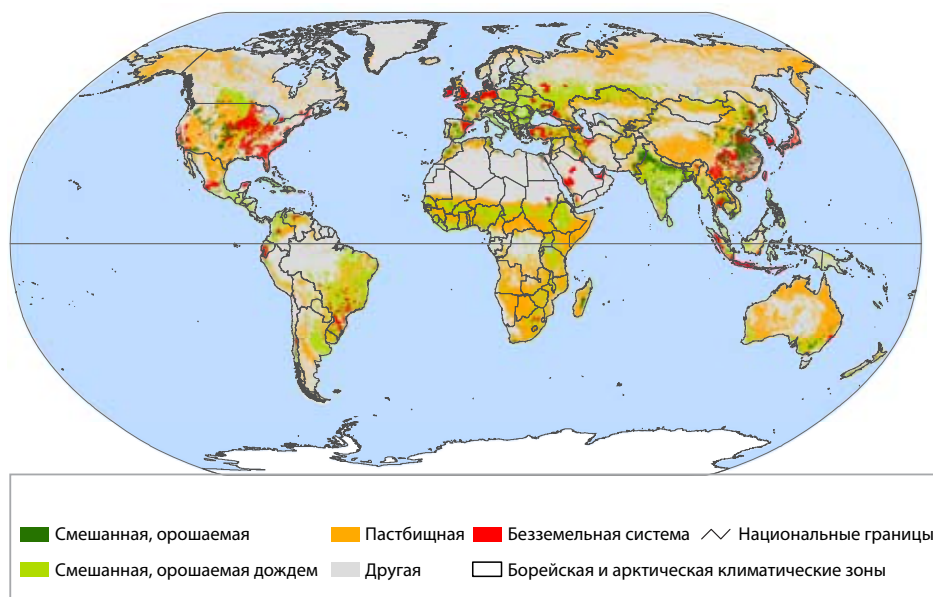 Смешанная, орошаемая
Пастбищная
Безземельная система
Национальные границы
Смешанная, орошаемая дождем
Другая
Борейская и арктическая климатические зоны